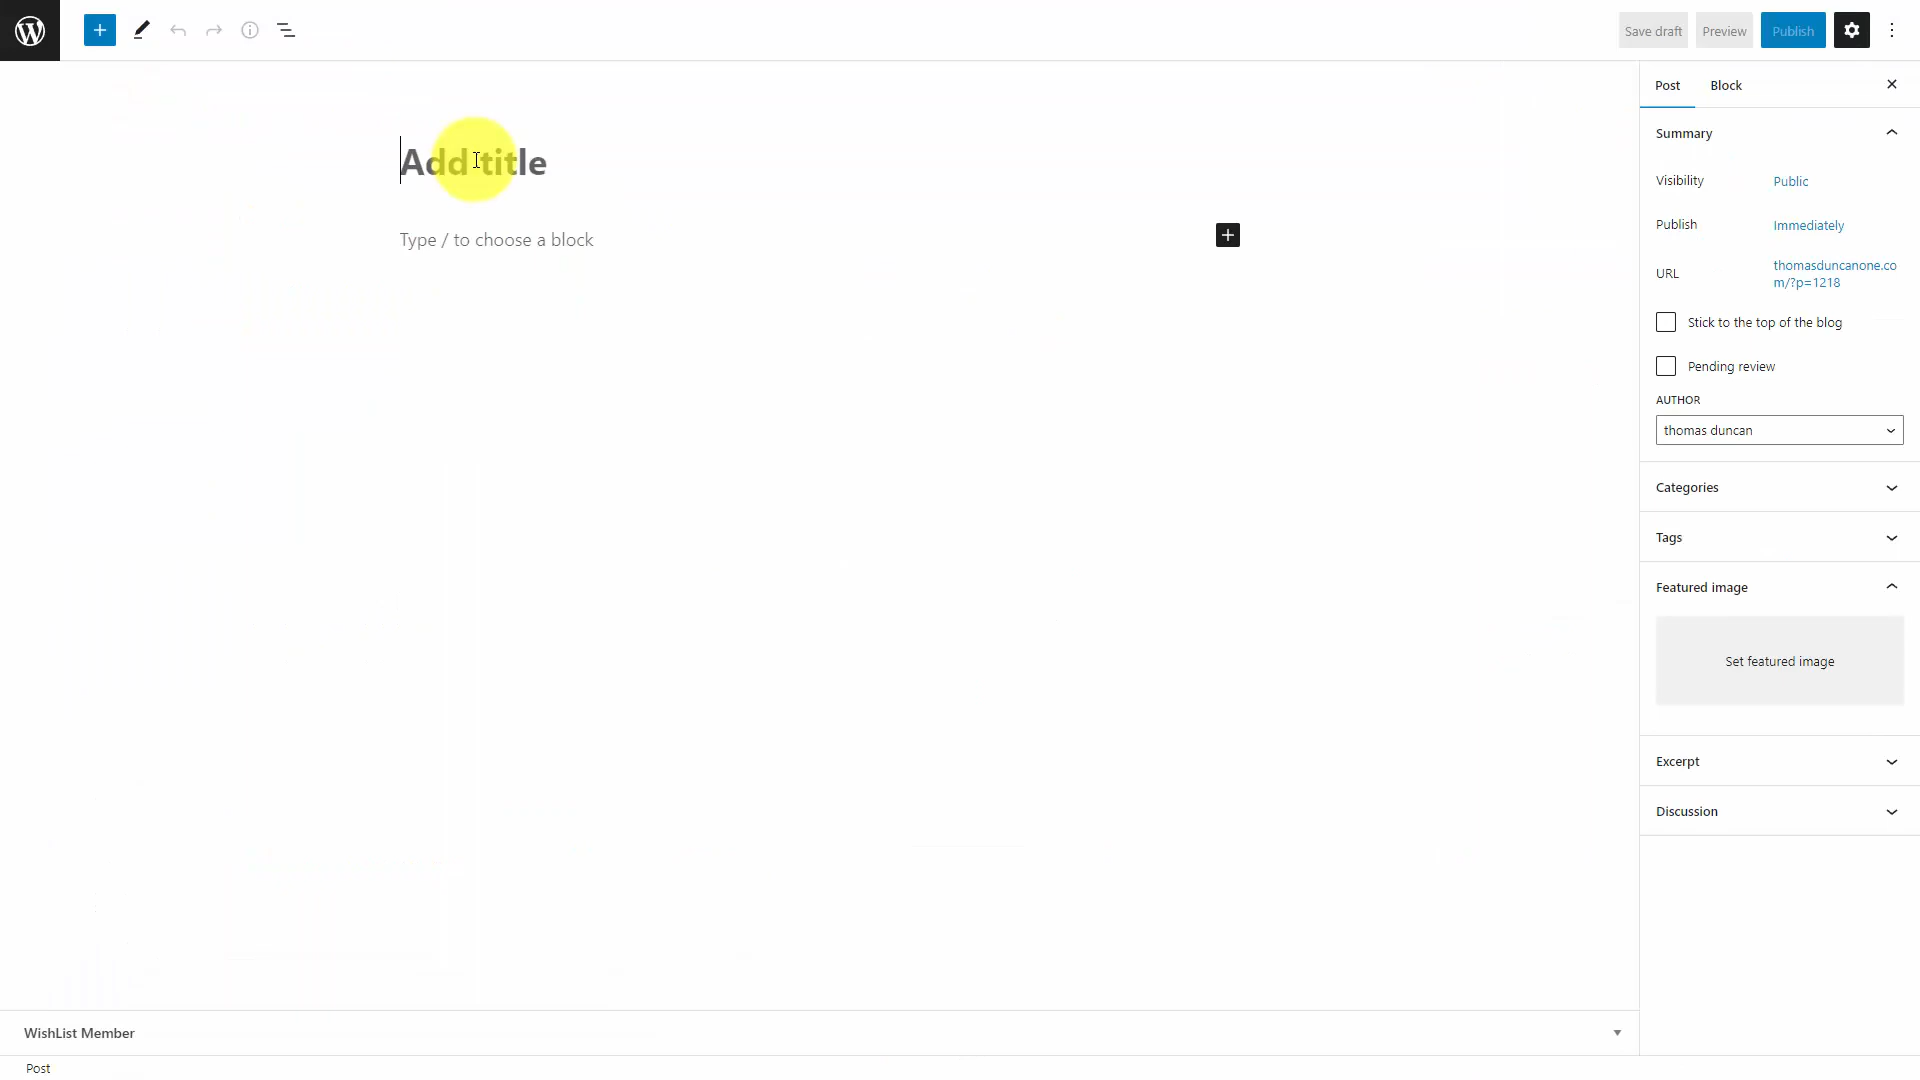 Save draft
Preview
Publish
Add title
Type / to choose a block
Post
Block
Summary
Visibility
Public
Publish
Immediately
URL
thomasduncanone.co
m/?p=1218
Stick to the top of the blog
Pending review
AUTHOR
thomas duncan
Categories
Tags
Featured image
Set featured image
Excerpt
Discussion
WishList Member
Post